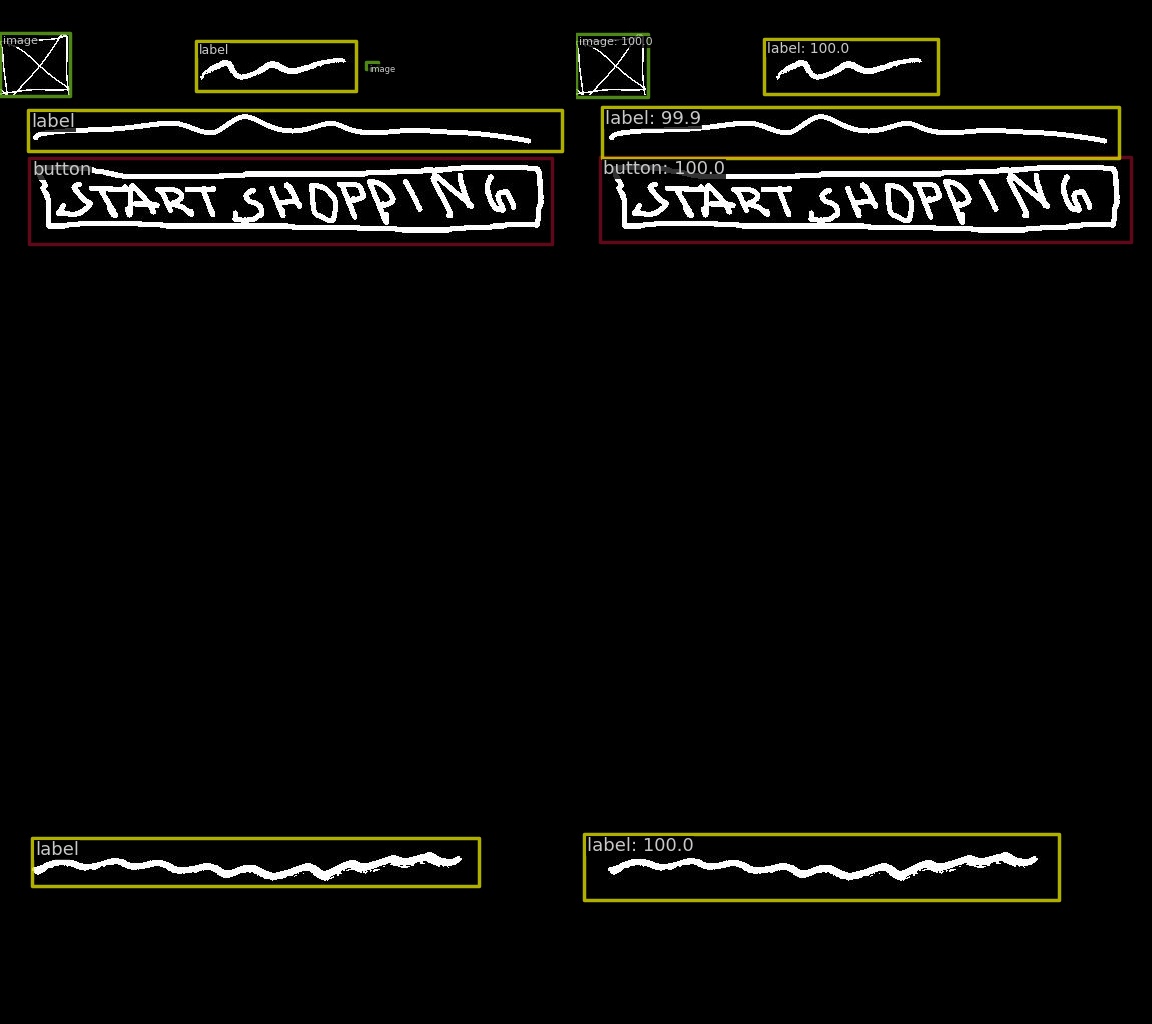 image
label
image
label
button
START SHOPPING
label
image: 100.0
label: 100.0
label: 99.9
button: 100.0
START SHOPPING
label: 100.0